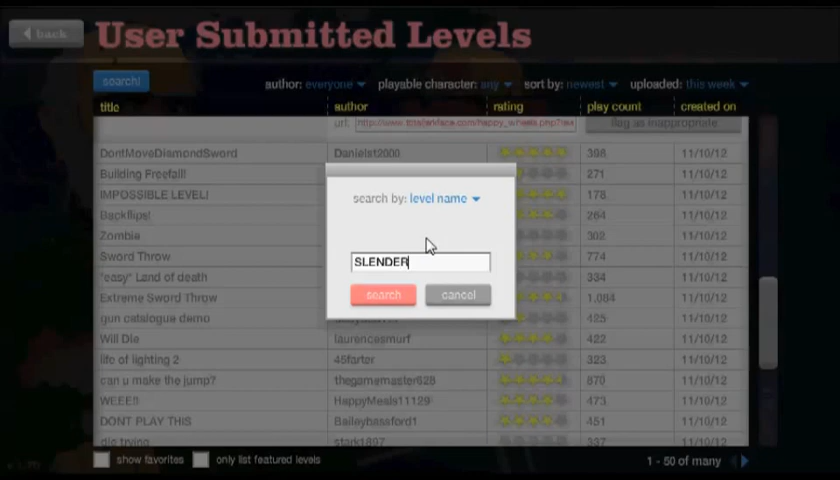 back
User Submitted Levels
search!
author: everyone playable character: any sort by: newest uploaded: this week
title author rating play count created on
url: flag as inappropriate
DontMoveDiamondSword Daniels12000 398 11/10/12
Building Freefall! 271 11/10/12
IMPOSSIBLE LEVEL! 178 11/10/12
Backflips! 264 11/10/12
Zombie 302 11/10/12
Sword Throw 774 11/10/12
"easy" Land of death 334 11/10/12
Extreme Sword Throw 1,084 11/10/12
gun catalogue demo 425 11/10/12
Will Die laurencesmurf 422 11/10/12
life of lighting 2 45farter 323 11/10/12
can u make the jump? thegamemaster628 870 11/10/12
WEEE!! HappyMeals11129 473 11/10/12
DONT PLAY THIS Baileybassford1 451 11/10/12
die trying stark1897 337 11/10/12
search by: level name
SLENDER
search cancel
show favorites only list featured levels 1 - 50 of many